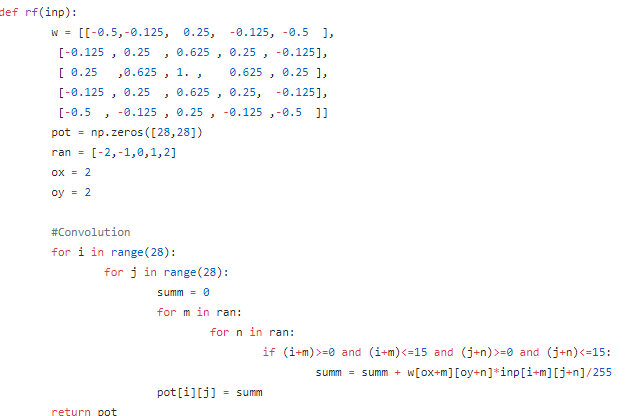 def rf(inp):
w = [[-0.5,-0.125, 0.25, -0.125, -0.5 ],
[-0.125 , 0.25 , 0.625 , 0.25 , -0.125],
[ 0.25 ,0.625 , 1. , 0.625 , 0.25 ],
[-0.125 , 0.25 , 0.625 , 0.25, -0.125],
[-0.5 , -0.125 , 0.25 , -0.125 ,-0.5 ]]
pot = np.zeros([28,28])
ran = [-2,-1,0,1,2]
ox = 2
oy = 2
#Convolution
for i in range(28):
for j in range(28):
summ = 0
for m in ran:
for n in ran:
if (i+m)>=0 and (i+m)<=15 and (j+n)>=0 and (j+n)<=15:
summ = summ + w[ox+m][oy+n]*inp[i+m][j+n]/255
pot[i][j] = summ
return pot